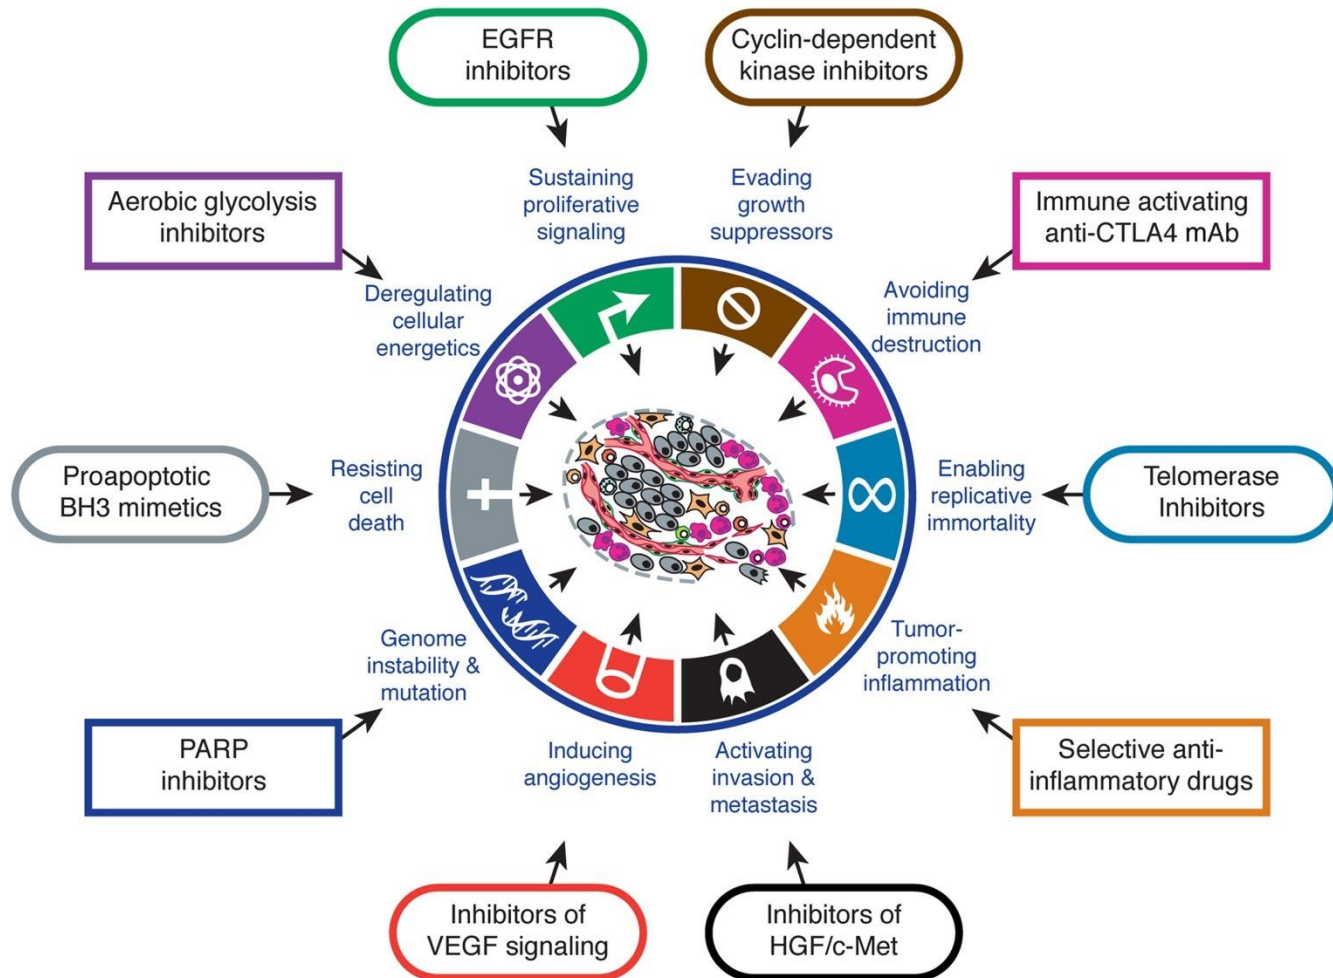 EGFR
inhibitors
Cyclin-dependent
kinase inhibitors
Aerobic glycolysis
inhibitors
Sustaining
proliferative
signaling
Evading
growth
suppressors
Immune activating
anti-CTLA4 mAb
Deregulating
cellular
energetics
Avoiding
immune
destruction
Proapoptotic
BH3 mimetics
Resisting
cell
death
Enabling
replicative
immortality
Telomerase
Inhibitors
Genome
instability &
mutation
Tumor-
promoting
inflammation
PARP
inhibitors
Inducing
angiogenesis
Activating
invasion &
metastasis
Selective anti-
inflammatory drugs
Inhibitors of
VEGF signaling
Inhibitors of
HGF/c-Met